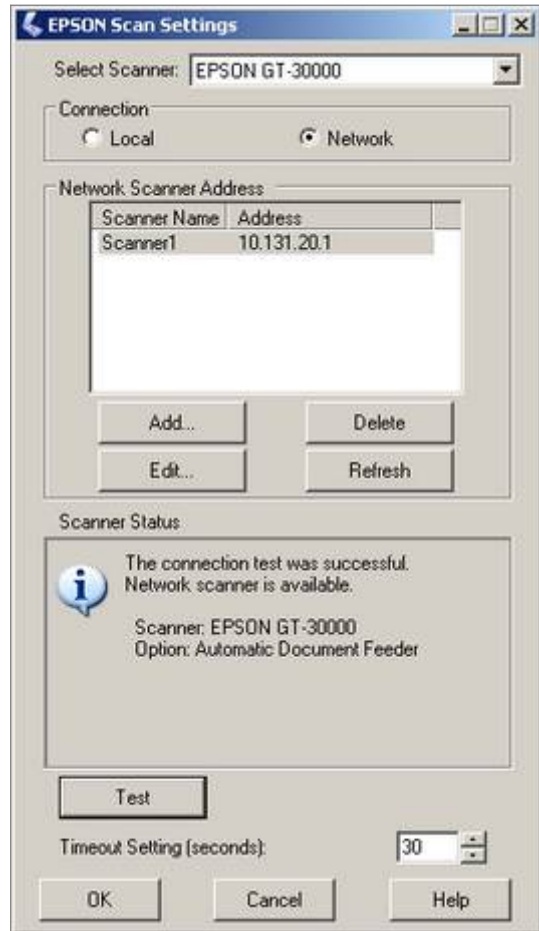 EPSON Scan Settings
Select Scanner: EPSON GT-30000
Connection
Local Network
Network Scanner Address
Scanner Name Address
Scanner1 10.131.20.1
Add... Delete
Edit... Refresh
Scanner Status
The connection test was successful.
Network scanner is available.
Scanner: EPSON GT-30000
Option: Automatic Document Feeder
Test
Timeout Setting (seconds): 30
OK Cancel Help